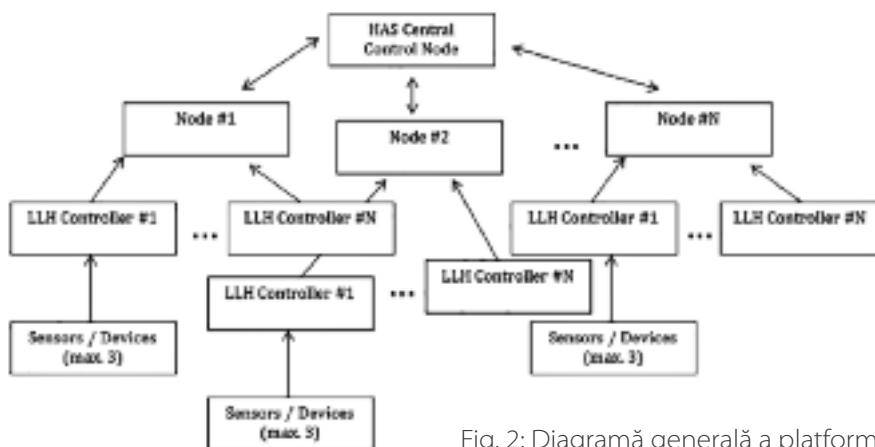 HAS Central
Control Node
Node #1
Node #2
...
Node #N
LLH Controller #1
...
LLH Controller #N
LLH Controller #1
...
LLH Controller #N
LLH Controller #1
...
LLH Controller #N
Sensors / Devices
(max. 3)
Sensors / Devices
(max. 3)
Sensors / Devices
(max. 3)
Fig. 2: Diagramă generală a platform